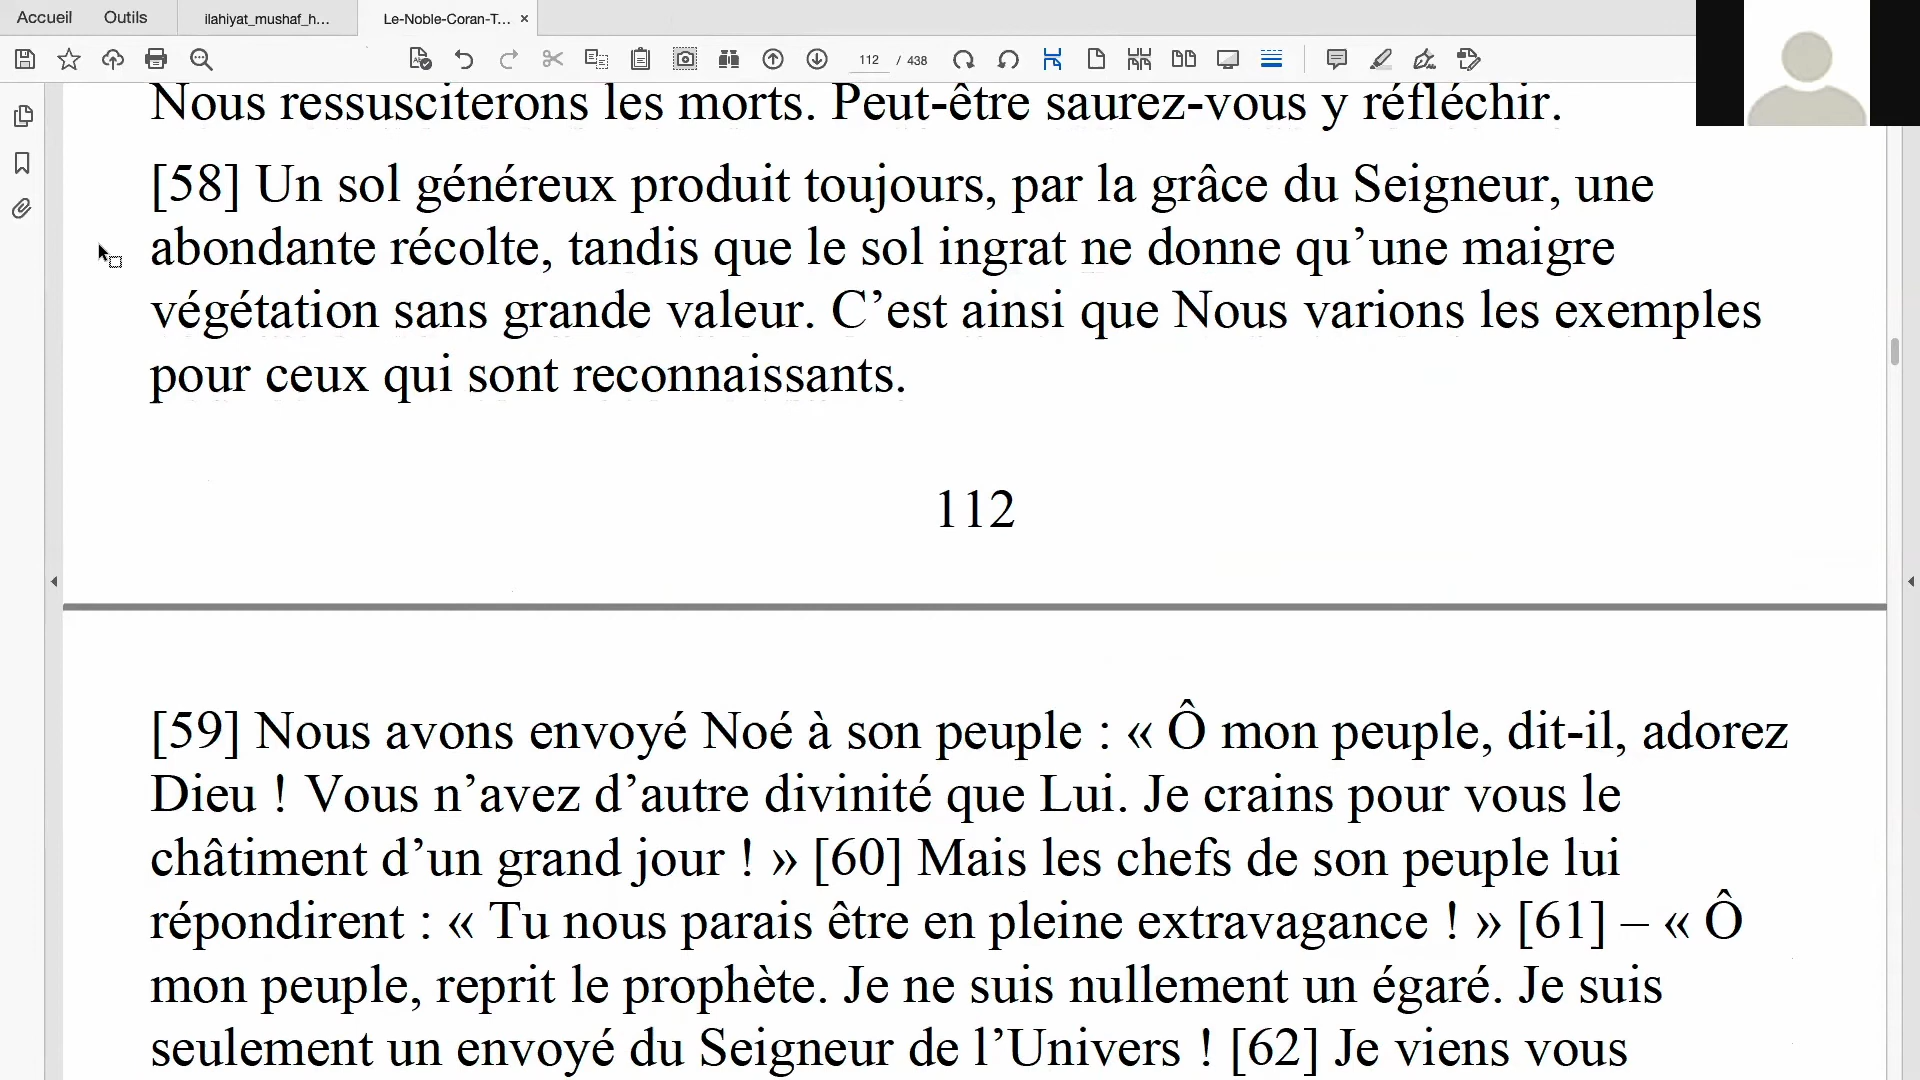 Accueil Outils ilahiyat_mushaf_h... Le-Noble-Coran-T... ×
112 / 438
Nous ressusciterons les morts. Peut-être saurez-vous y réfléchir.
[58] Un sol généreux produit toujours, par la grâce du Seigneur, une
abondante récolte, tandis que le sol ingrat ne donne qu’une maigre
végétation sans grande valeur. C’est ainsi que Nous varions les exemples
pour ceux qui sont reconnaissants.
112
[59] Nous avons envoyé Noé à son peuple : « Ô mon peuple, dit-il, adorez
Dieu ! Vous n’avez d’autre divinité que Lui. Je crains pour vous le
châtiment d’un grand jour ! » [60] Mais les chefs de son peuple lui
répondirent : « Tu nous parais être en pleine extravagance ! » [61] – « Ô
mon peuple, reprit le prophète. Je ne suis nullement un égaré. Je suis
seulement un envoyé du Seigneur de l’Univers ! [62] Je viens vous